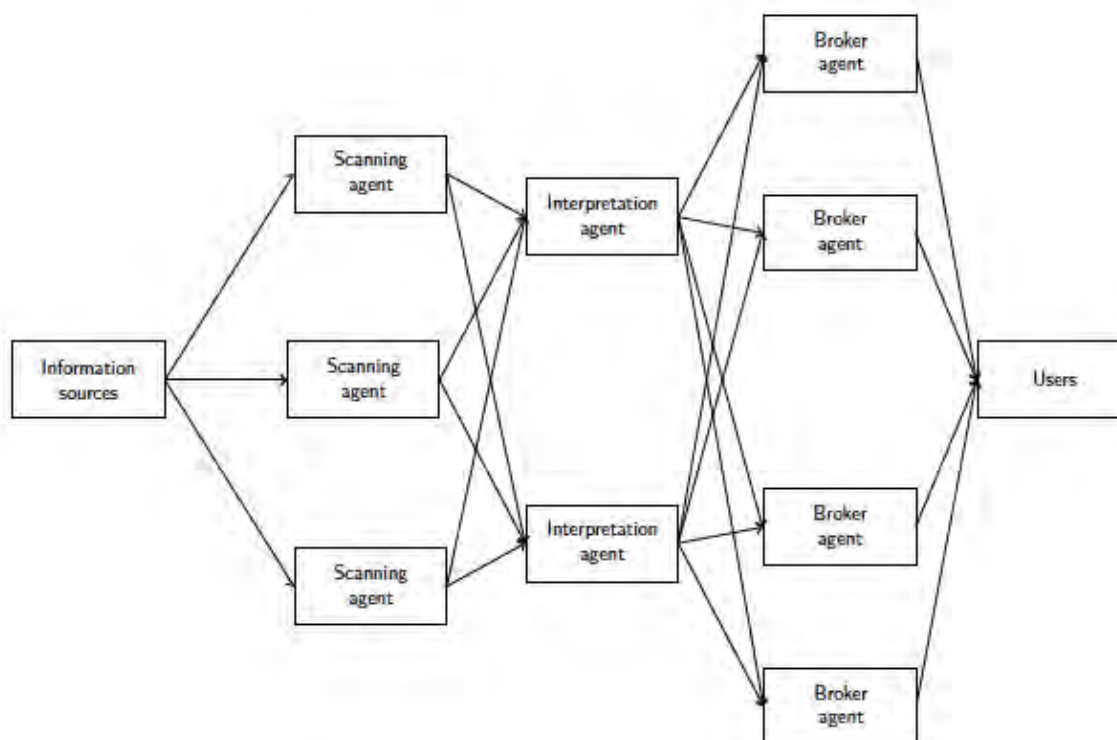 Information
sources
Scanning
agent
Scanning
agent
Scanning
agent
Interpretation
agent
Interpretation
agent
Broker
agent
Broker
agent
Broker
agent
Broker
agent
Users